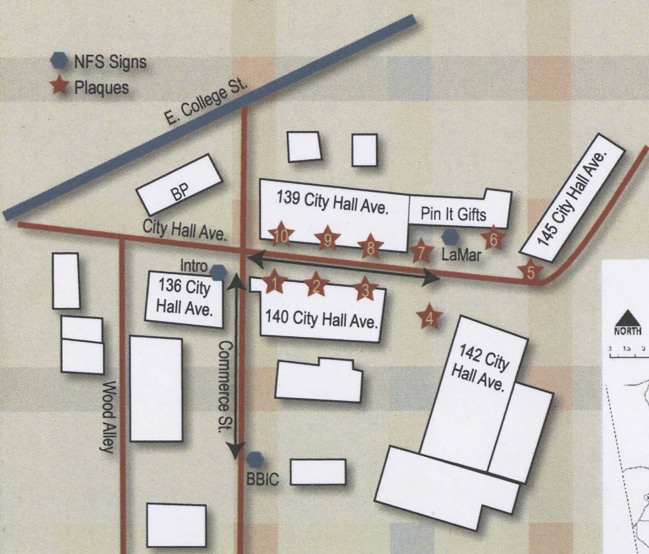 NFS Signs
Plaques
E. College St.
BP
139 City Hall Ave.
Pin It Gifts
145 City Hall Ave.
City Hall Ave.
10
9
8
7
6
LaMar
5
Intro
136 City
Hall Ave.
1
2
3
140 City Hall Ave.
4
142 City
Hall Ave.
Commerce St.
Wood Alley
BBIC
NORTH